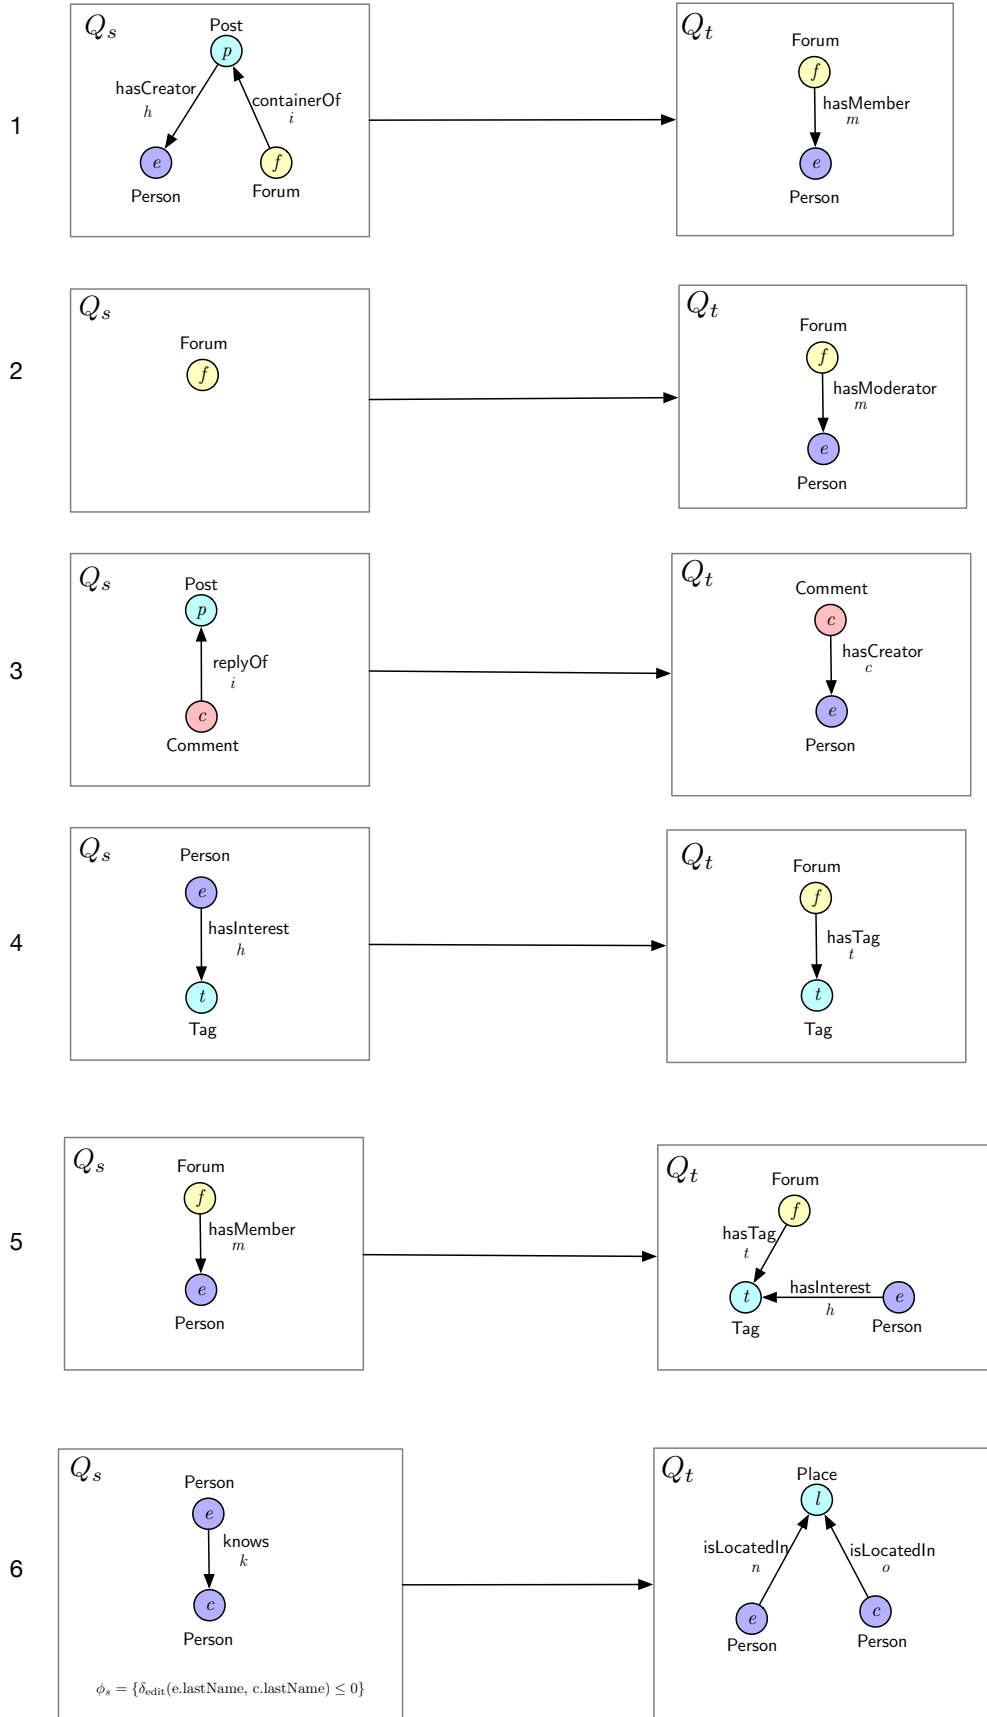 Q_s
Post
p
hasCreator
h
containerOf
i
e
f
Person
Forum
1
Q_t
Forum
f
hasMember
m
e
Person
Q_s
Forum
f
2
Q_t
Forum
f
hasModerator
m
e
Person
Q_s
Post
p
replyOf
i
c
Comment
3
Q_t
Comment
c
hasCreator
c
e
Person
Q_s
Person
e
hasInterest
h
t
Tag
4
Q_t
Forum
f
hasTag
t
t
Tag
Q_s
Forum
f
hasMember
m
e
Person
5
Q_t
Forum
f
hasTag
t
hasInterest
h
t
e
Tag
Person
Q_s
Person
e
knows
k
c
Person
ϕ_s = {δ_edit(e.lastName, c.lastName) ≤ 0}
6
Q_t
Place
l
isLocatedIn
n
isLocatedIn
o
e
c
Person
Person